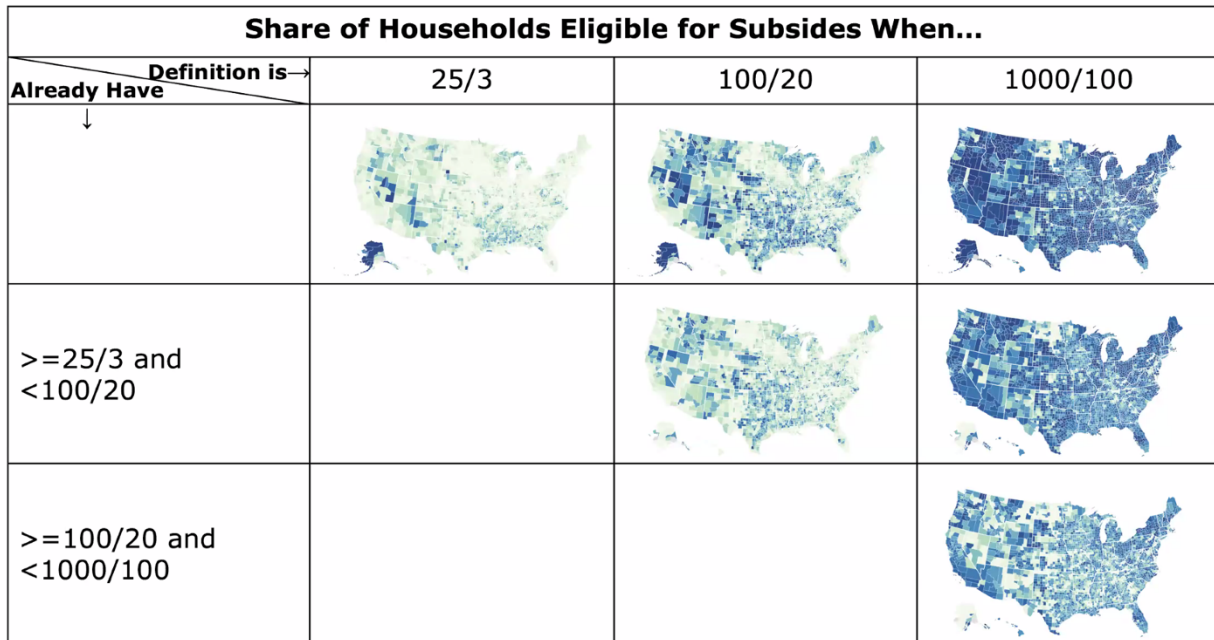 Share of Households Eligible for Subsides When...
Definition is→
Already Have
↓
25/3
100/20
1000/100
>=25/3 and
<100/20
>=100/20 and
<1000/100